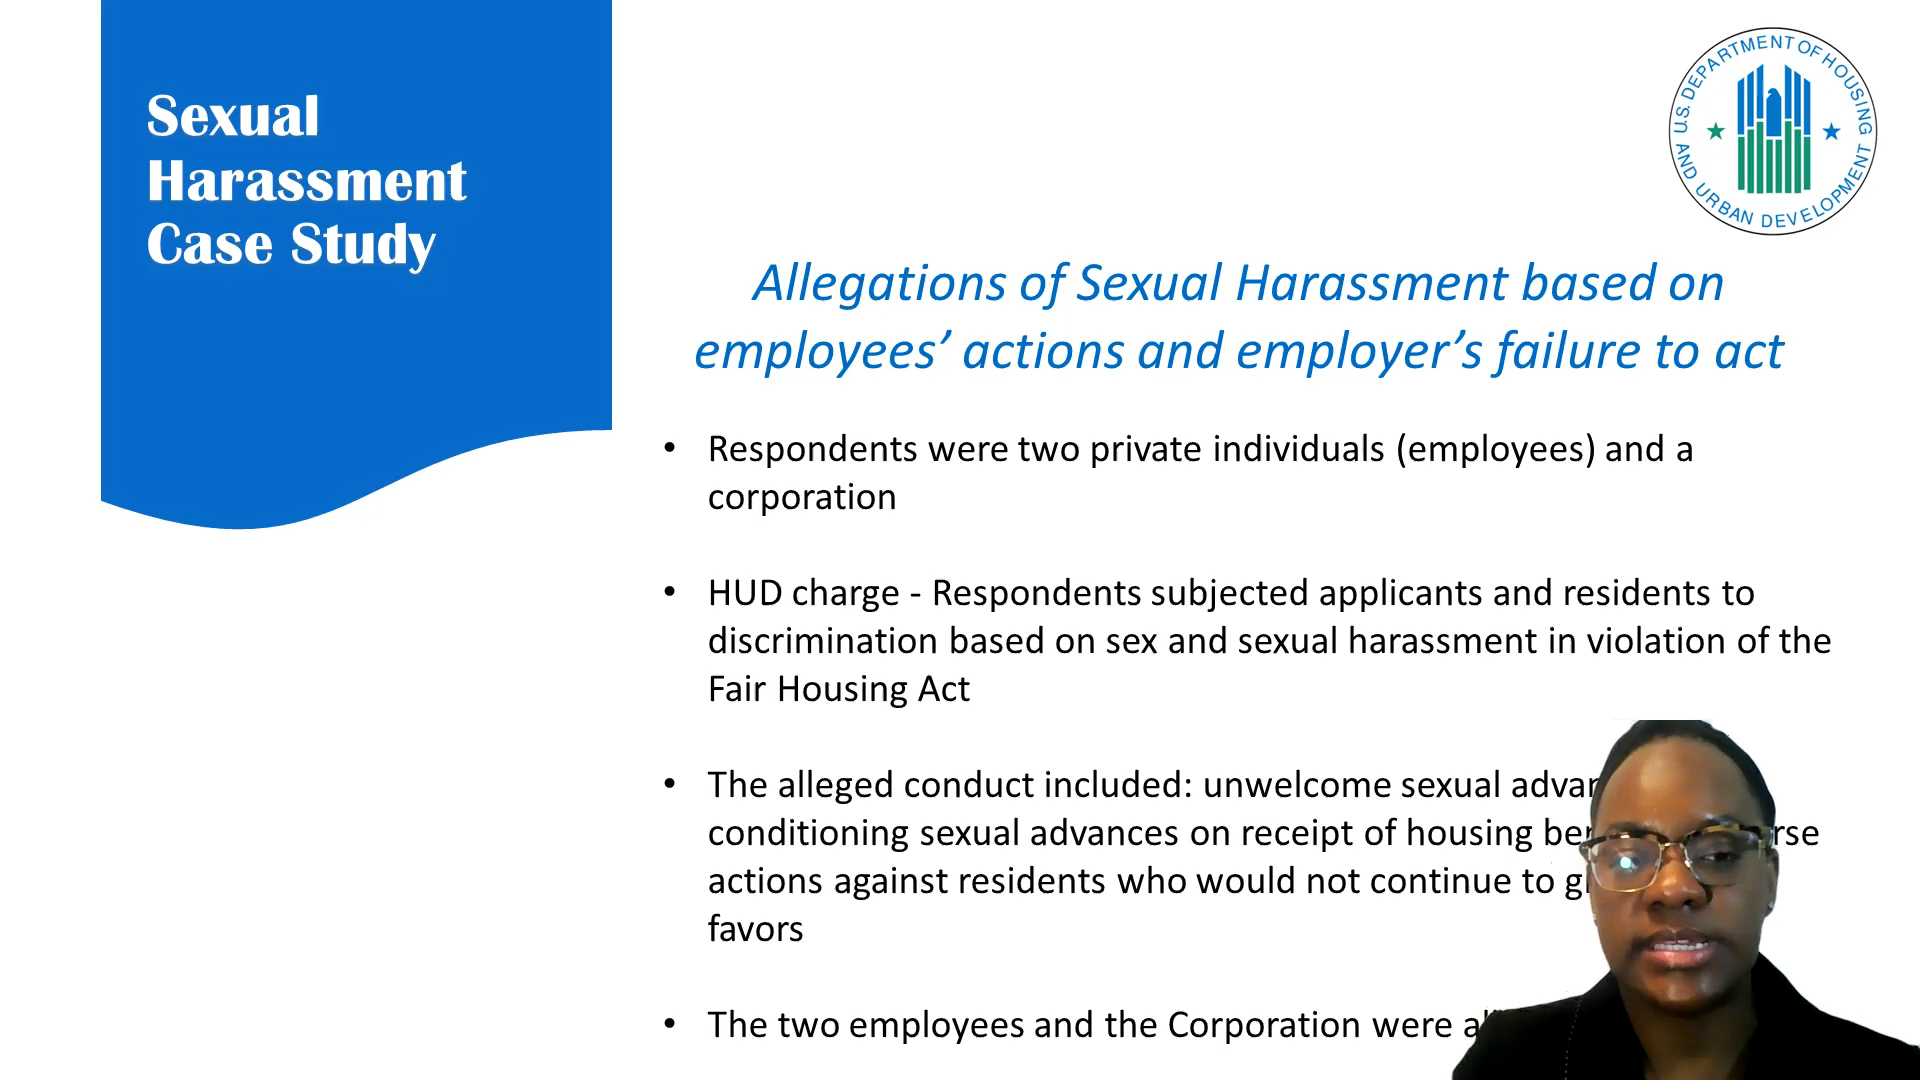 Sexual
Harassment
Case Study
U.S. DEPARTMENT OF HOUSING
AND URBAN DEVELOPMENT
Allegations of Sexual Harassment based on
employees’ actions and employer’s failure to act
• Respondents were two private individuals (employees) and a
corporation
• HUD charge - Respondents subjected applicants and residents to
discrimination based on sex and sexual harassment in violation of the
Fair Housing Act
• The alleged conduct included: unwelcome sexual
conditioning sexual advances on receipt of housing
actions against residents who would not continue to
favors
• The two employees and the Corporation were